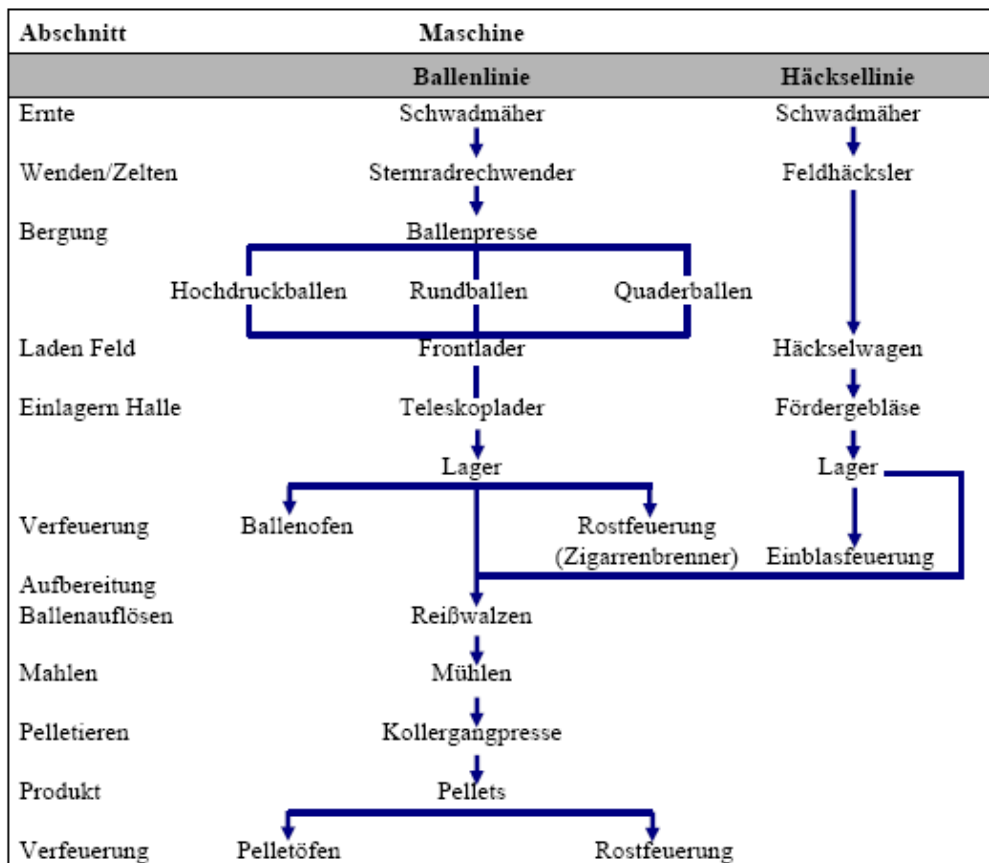 Abschnitt Maschine
Ballenlinie Häcksellinie
Ernte Schwadmäher Schwadmäher
Wenden/Zelten Sternradrechwender Feldhäcksler
Bergung Ballenpresse
Hochdruckballen Rundballen Quaderballen
Laden Feld Frontlader Häckselwagen
Einlagern Halle Teleskoplader Fördergebläse
Lager Lager
Verfeuerung Ballenofen Rostfeuerung
(Zigarrenbrenner) Einblasfeuerung
Aufbereitung
Ballenauflösen Reißwalzen
Mahlen Mühlen
Pelletieren Kollergangpresse
Produkt Pellets
Verfeuerung Pelletöfen Rostfeuerung